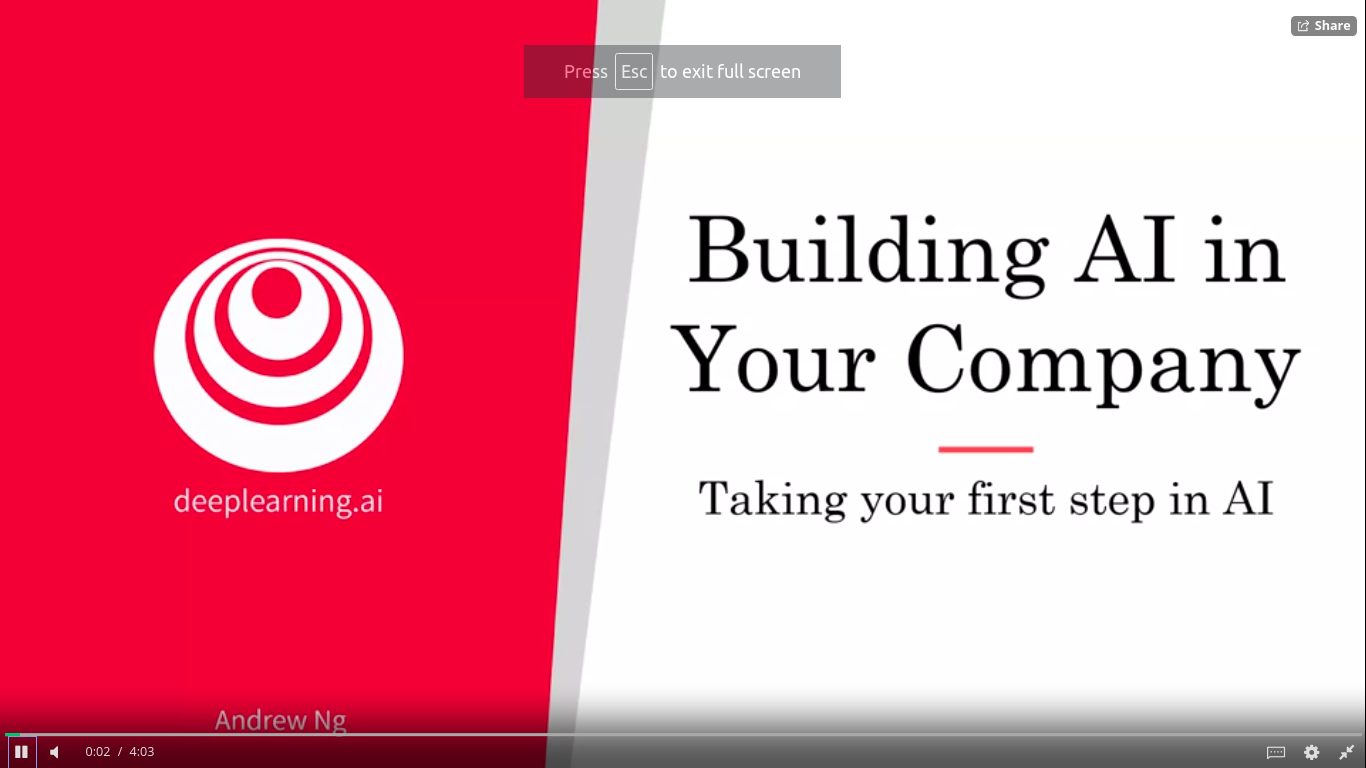 Share
Press Esc to exit full screen
Building AI in
Your Company
deeplearning.ai
Taking your first step in AI
Andrew Ng
0:02 / 4:03